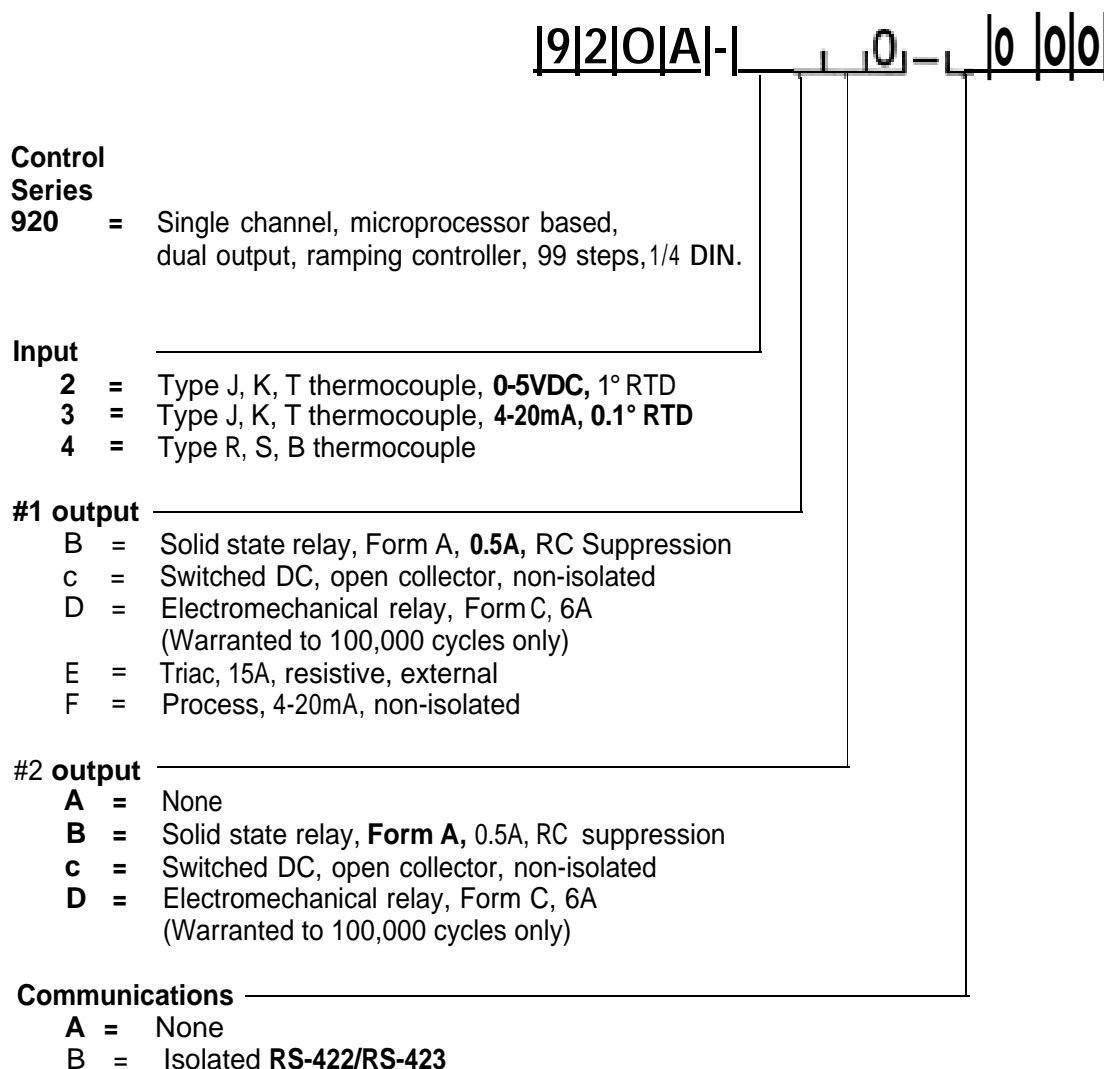 |9|2|O|A|-| 0 – |0 |0|0|
Control
Series
920 = Single channel, microprocessor based,
dual output, ramping controller, 99 steps,1/4 DIN.
Input
2 = Type J, K, T thermocouple, 0-5VDC, 1° RTD
3 = Type J, K, T thermocouple, 4-20mA, 0.1° RTD
4 = Type R, S, B thermocouple
#1 output
B = Solid state relay, Form A, 0.5A, RC Suppression
c = Switched DC, open collector, non-isolated
D = Electromechanical relay, Form C, 6A
(Warranted to 100,000 cycles only)
E = Triac, 15A, resistive, external
F = Process, 4-20mA, non-isolated
#2 output
A = None
B = Solid state relay, Form A, 0.5A, RC suppression
c = Switched DC, open collector, non-isolated
D = Electromechanical relay, Form C, 6A
(Warranted to 100,000 cycles only)
Communications
A = None
B = Isolated RS-422/RS-423